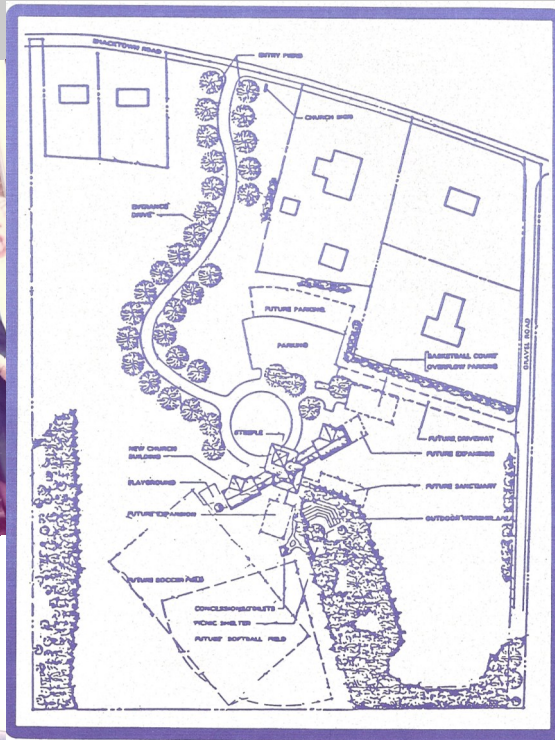 SHACKTOWN ROAD
ENTRY PIERS
CHURCH SIGN
ENTRANCE
DRIVE
FUTURE PARKING
PARKING
GRAVEL ROAD
BASKETBALL COURT
OVERFLOW PARKING
STEEPLE
FUTURE DRIVEWAY
NEW CHURCH
BUILDING
FUTURE EXPANSION
PLAYGROUND
FUTURE SANCTUARY
FUTURE EXPANSION
OUTDOOR WORSHIP
FUTURE SOCCER FIELD
CONCESSIONS/TOILETS
PICNIC SHELTER
FUTURE SOFTBALL FIELD